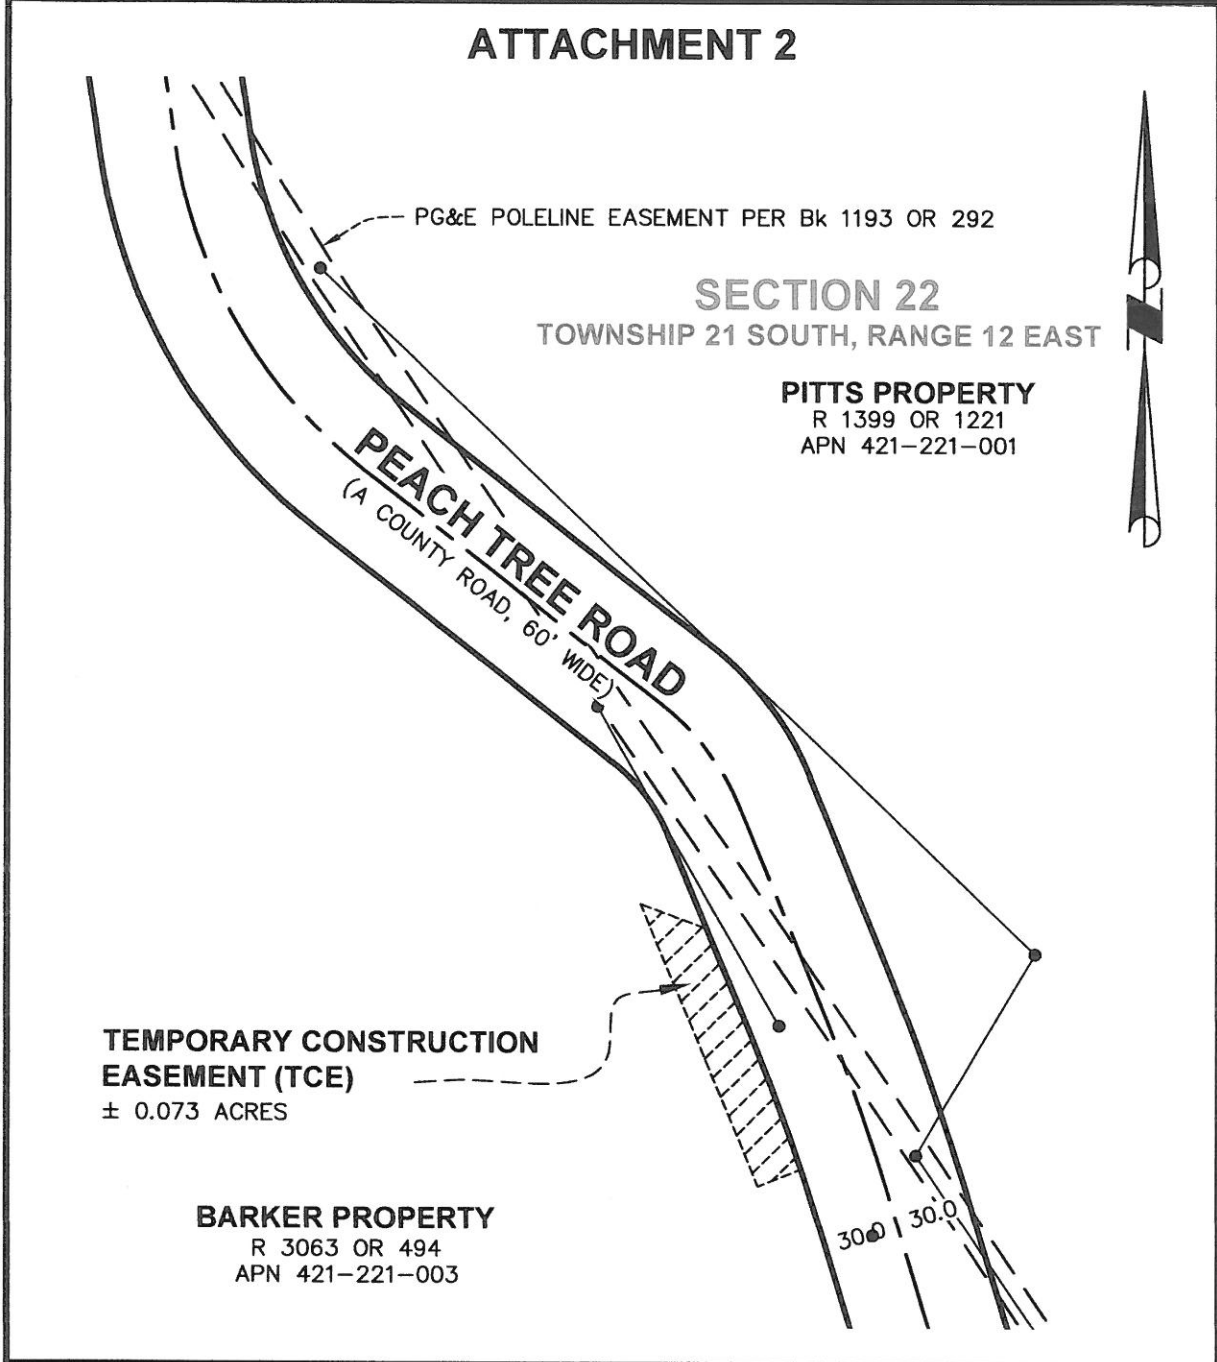 ATTACHMENT 2
PG&E POLELINE EASEMENT PER Bk 1193 OR 292
SECTION 22
TOWNSHIP 21 SOUTH, RANGE 12 EAST
PITTS PROPERTY
R 1399 OR 1221
APN 421-221-001
PEACH TREE ROAD
(A COUNTY ROAD, 60' WIDE)
TEMPORARY CONSTRUCTION
EASEMENT (TCE)
± 0.073 ACRES
BARKER PROPERTY
R 3063 OR 494
APN 421-221-003
30.0 30.0